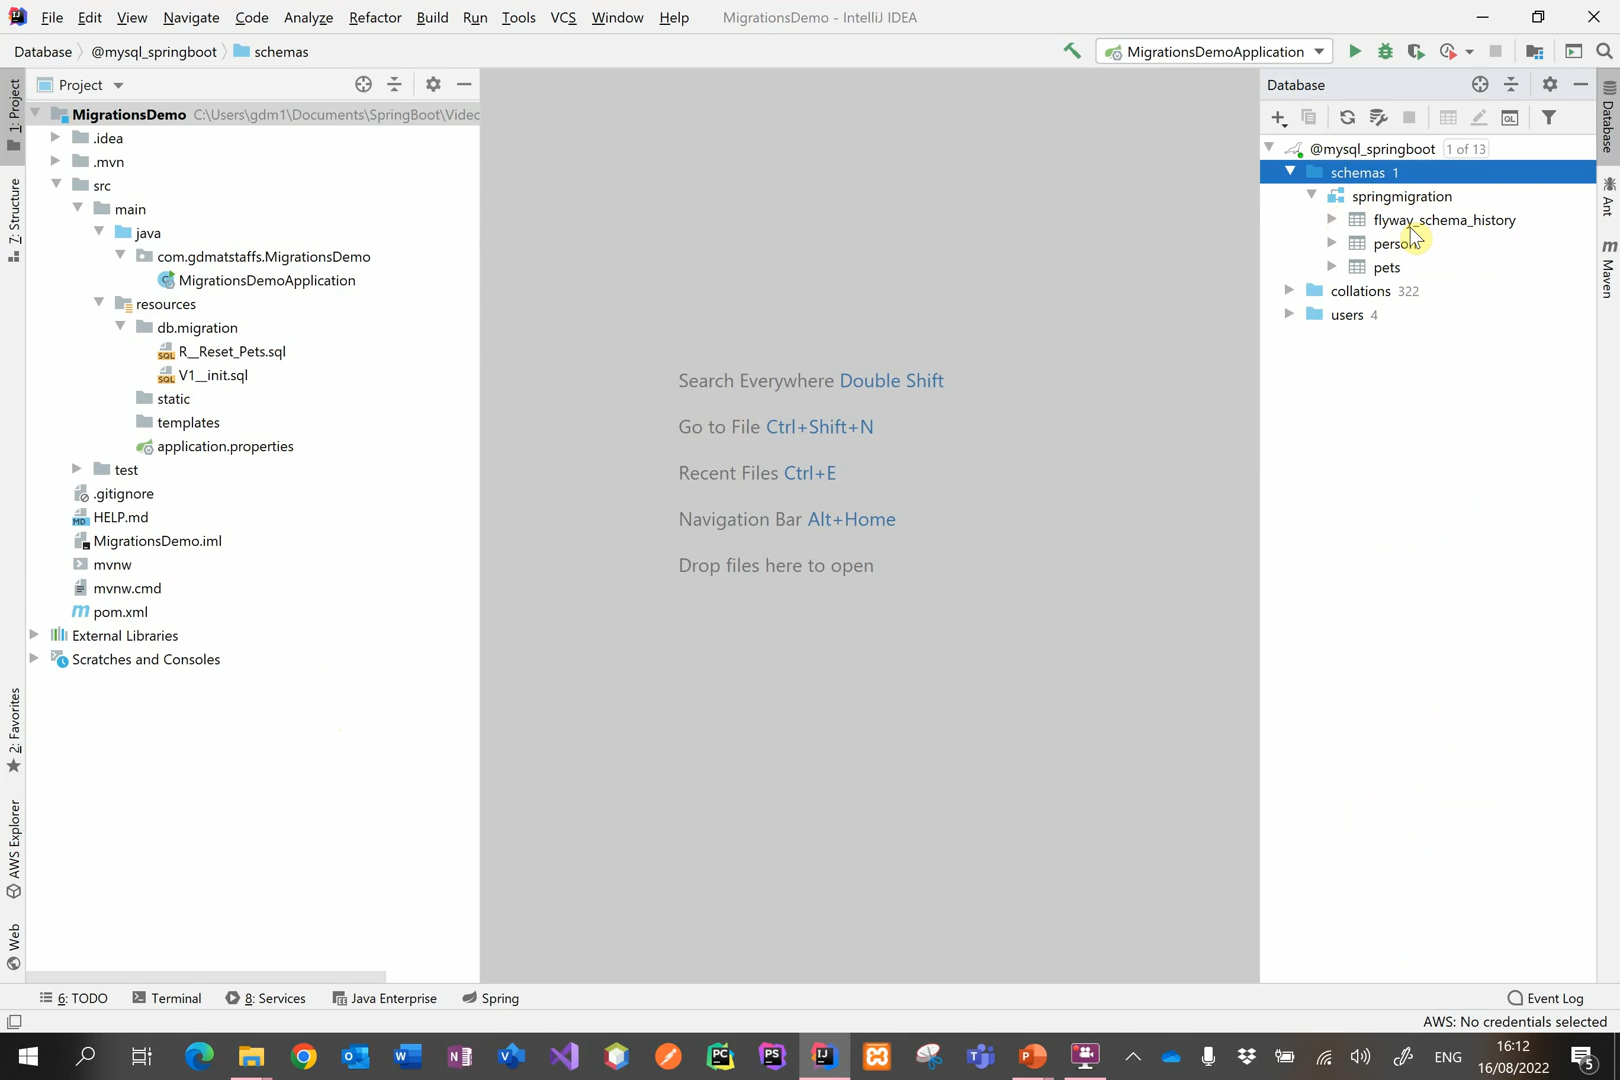 File Edit View Navigate Code Analyze Refactor Build Run Tools VCS Window Help MigrationsDemo - IntelliJ IDEA
Database @mysql_springboot schemas MigrationsDemoApplication
Project
Database
MigrationsDemo C:\Users\gdm1\Documents\SpringBoot\Videc
.idea
.mvn
src
main
java
com.gdmatstaffs.MigrationsDemo
MigrationsDemoApplication
resources
db.migration
R__Reset_Pets.sql
V1__init.sql
static
templates
application.properties
test
.gitignore
HELP.md
MigrationsDemo.iml
mvnw
mvnw.cmd
pom.xml
External Libraries
Scratches and Consoles
1: Project
7: Structure
2: Favorites
AWS Explorer
Web
Search Everywhere Double Shift
Go to File Ctrl+Shift+N
Recent Files Ctrl+E
Navigation Bar Alt+Home
Drop files here to open
@mysql_springboot 1 of 13
schemas 1
springmigration
flyway_schema_history
person
pets
collations 322
users 4
Database
Ant
Maven
6: TODO Terminal 8: Services Java Enterprise Spring Event Log
AWS: No credentials selected
ENG 16:12
16/08/2022
5